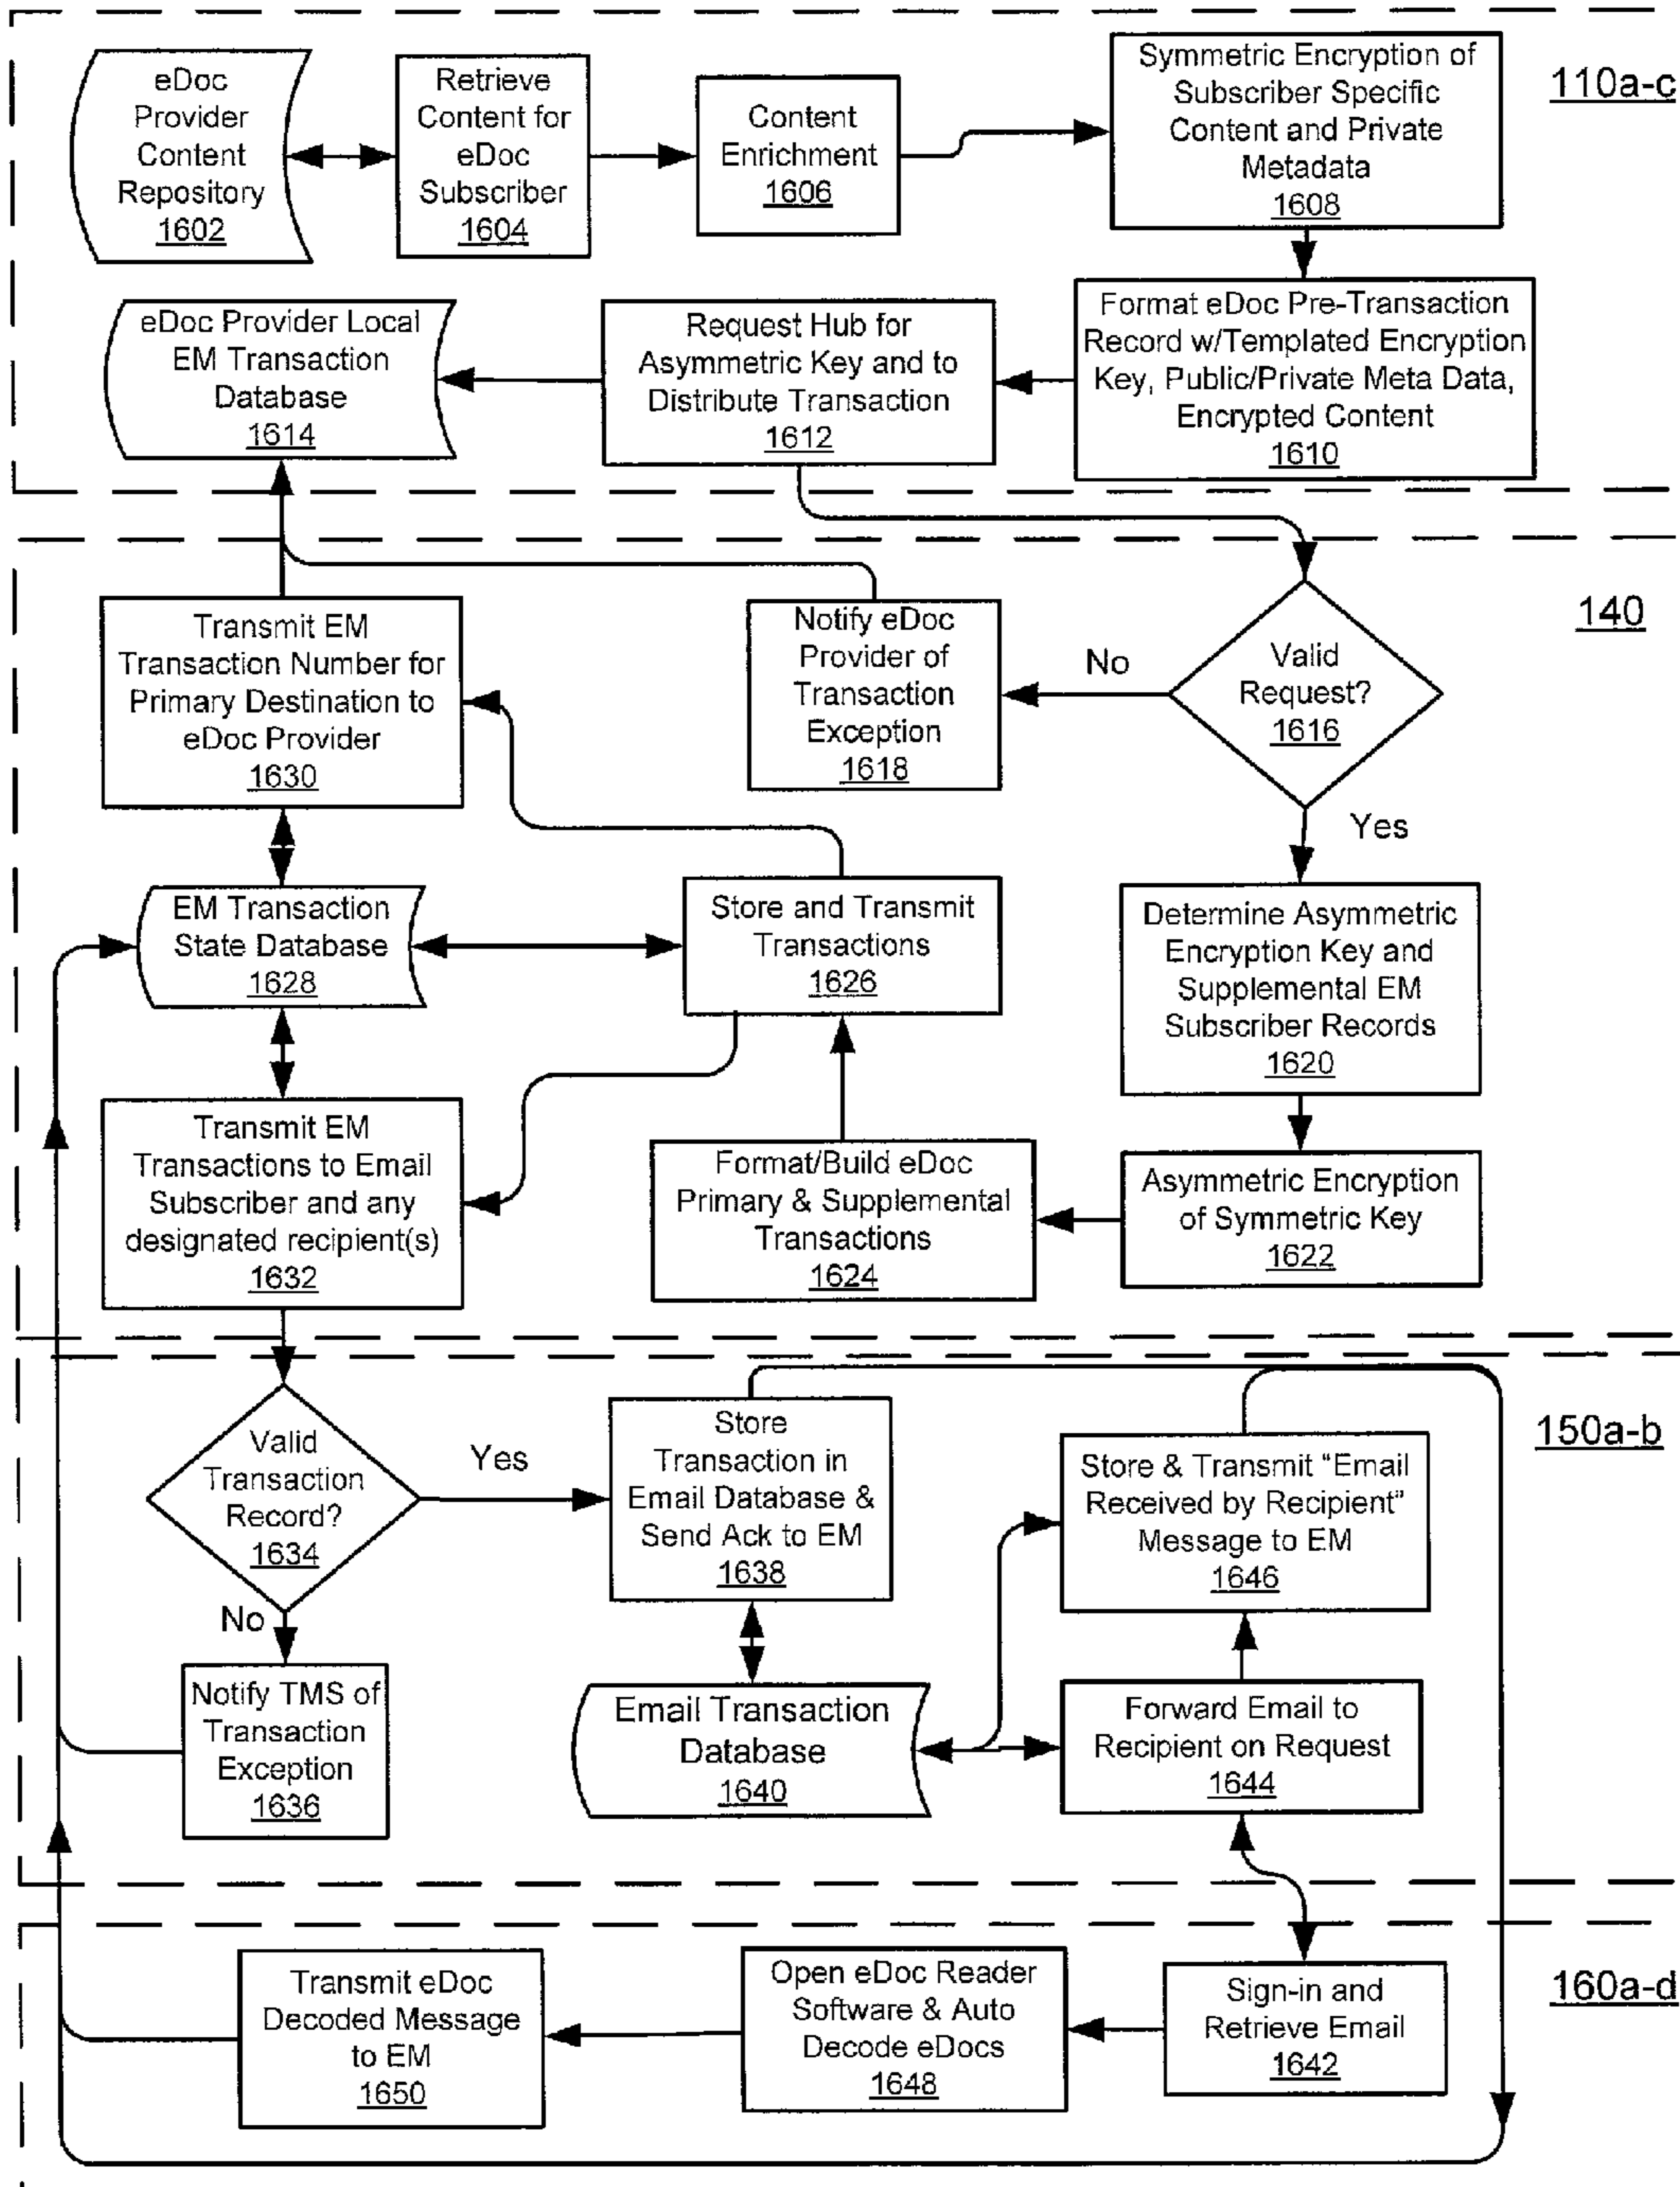 eDoc
Provider
Content
Repository
1602
Retrieve
Content for
eDoc
Subscriber
1604
Content
Enrichment
1606
Symmetric Encryption of
Subscriber Specific
Content and Private
Metadata
1608
110a-c
eDoc Provider Local
EM Transaction
Database
1614
Request Hub for
Asymmetric Key and to
Distribute Transaction
1612
Format eDoc Pre-Transaction
Record w/Templated Encryption
Key, Public/Private Meta Data,
Encrypted Content
1610
140
Transmit EM
Transaction Number for
Primary Destination to
eDoc Provider
1630
Notify eDoc
Provider of
Transaction
Exception
1618
No
Valid
Request?
1616
Yes
EM Transaction
State Database
1628
Store and Transmit
Transactions
1626
Determine Asymmetric
Encryption Key and
Supplemental EM
Subscriber Records
1620
Transmit EM
Transactions to Email
Subscriber and any
designated recipient(s)
1632
Format/Build eDoc
Primary & Supplemental
Transactions
1624
Asymmetric Encryption
of Symmetric Key
1622
150a-b
Valid
Transaction
Record?
1634
Yes
Store
Transaction in
Email Database &
Send Ack to EM
1638
Store & Transmit "Email
Received by Recipient"
Message to EM
1646
No
Notify TMS of
Transaction
Exception
1636
Email Transaction
Database
1640
Forward Email to
Recipient on Request
1644
160a-d
Transmit eDoc
Decoded Message
to EM
1650
Open eDoc Reader
Software & Auto
Decode eDocs
1648
Sign-in and
Retrieve Email
1642